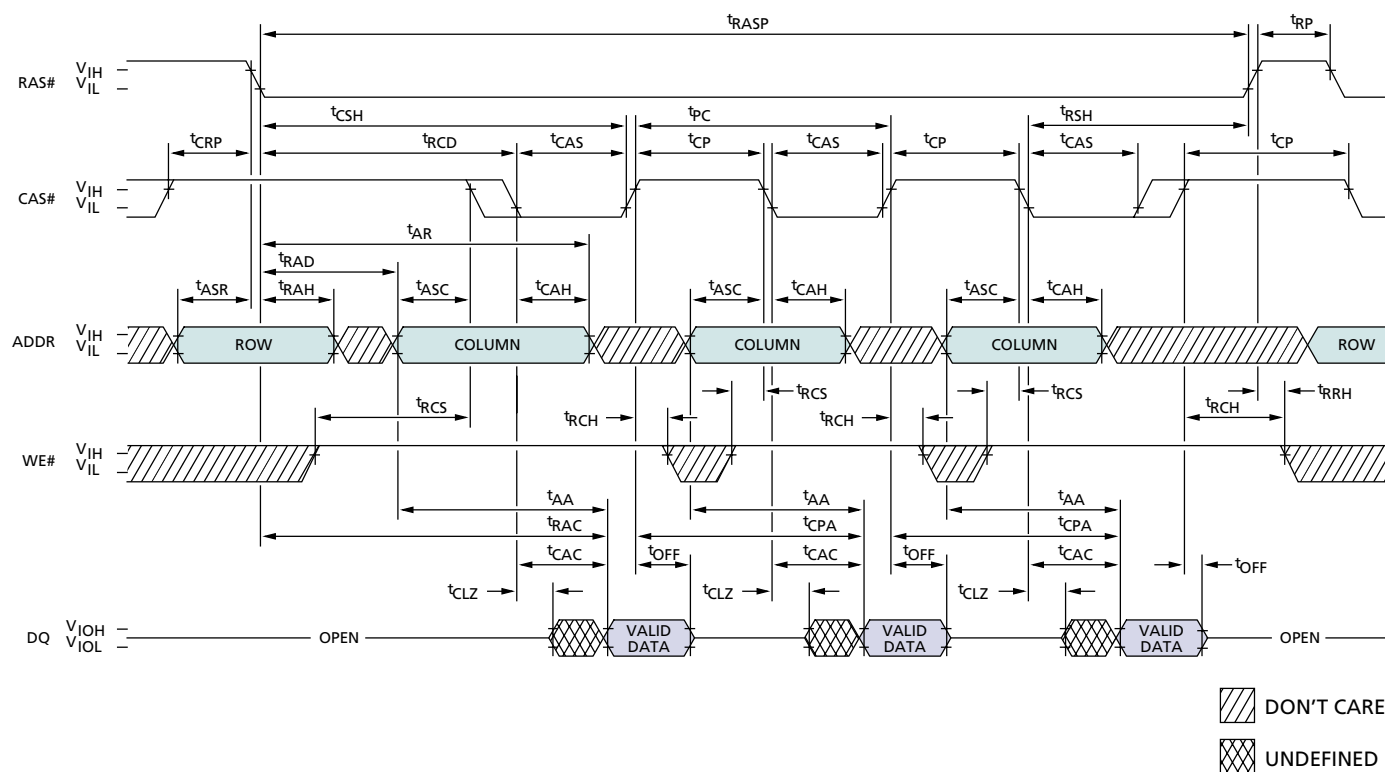 tRASP tRP
RAS# VIH
VIL
tCSH tPC tRSH
tCRP tRCD tCAS tCP tCAS tCP tCAS tCP
CAS# VIH
VIL
tAR
tRAD
tASR tRAH tASC tCAH tASC tCAH tASC tCAH
ADDR VIH
VIL
ROW COLUMN COLUMN COLUMN ROW
tRCS tRCH tRCS tRCH tRCS tRCH tRRH
WE# VIH
VIL
tAA tAA tAA
tRAC tCPA tCPA
tCAC tOFF tCAC tOFF tCAC tOFF
tCLZ tCLZ tCLZ
DQ VIOH
VIOL
OPEN VALID DATA VALID DATA VALID DATA OPEN
DON'T CARE
UNDEFINED